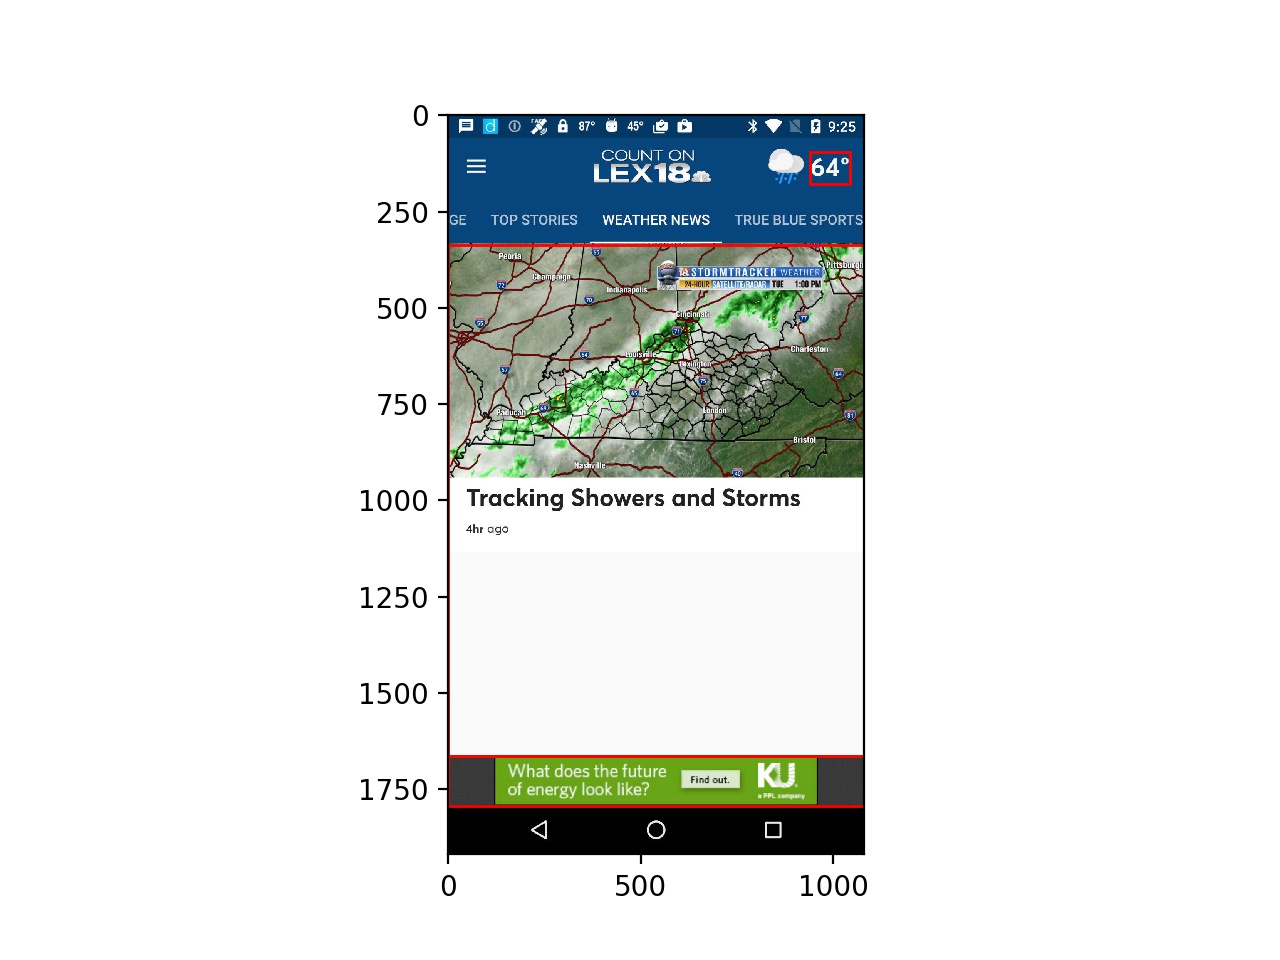 0
250
500
750
1000
1250
1500
1750
0 500 1000
87° 45° 9:25
COUNT ON
LEX18
64°
GE TOP STORIES WEATHER NEWS TRUE BLUE SPORTS
Peoria
Champaign
Indianapolis
Pittsburgh
STORMTRACKER WEATHER
24-HOUR SATELLITE/RADAR TUE 1:00 PM
Cincinnati
Louisville
Lexington
Charleston
Paducah
London
Bristol
Nashville
Tracking Showers and Storms
4hr ago
What does the future
of energy look like?
Find out.
KU
a PPL company